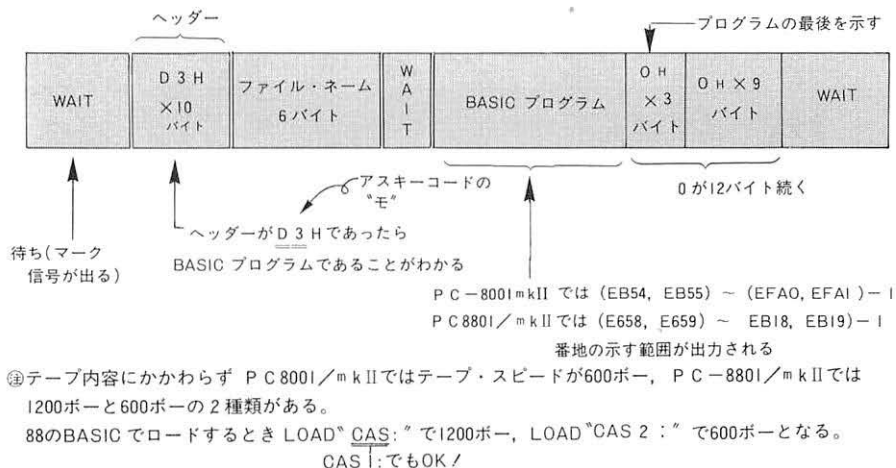 ヘッダー
プログラムの最後を示す
WAIT
D3H
×10
バイト
ファイル・ネーム
6バイト
WAIT
BASIC プログラム
0H
×3
バイト
0H×9
バイト
WAIT
アスキーコードの
〝モ〟
0が12バイト続く
待ち(マーク
信号が出る)
ヘッダーがD3Hであったら
BASIC プログラムであることがわかる
PC-8001mkIIでは (EB54, EB55) ~ (EFA0, EFA1)-1
PC8801/mkIIでは (E658, E659) ~ EB18, EB19)-1
番地の示す範囲が出力される
㊟テープ内容にかかわらず PC8001/mkIIではテープ・スピードが600ボー, PC-8801/mkIIでは
1200ボーと600ボーの2種類がある。
88のBASICでロードするとき LOAD〝CAS:〟で1200ボー, LOAD〝CAS 2:〟で600ボーとなる。
CAS 1:でもOK!